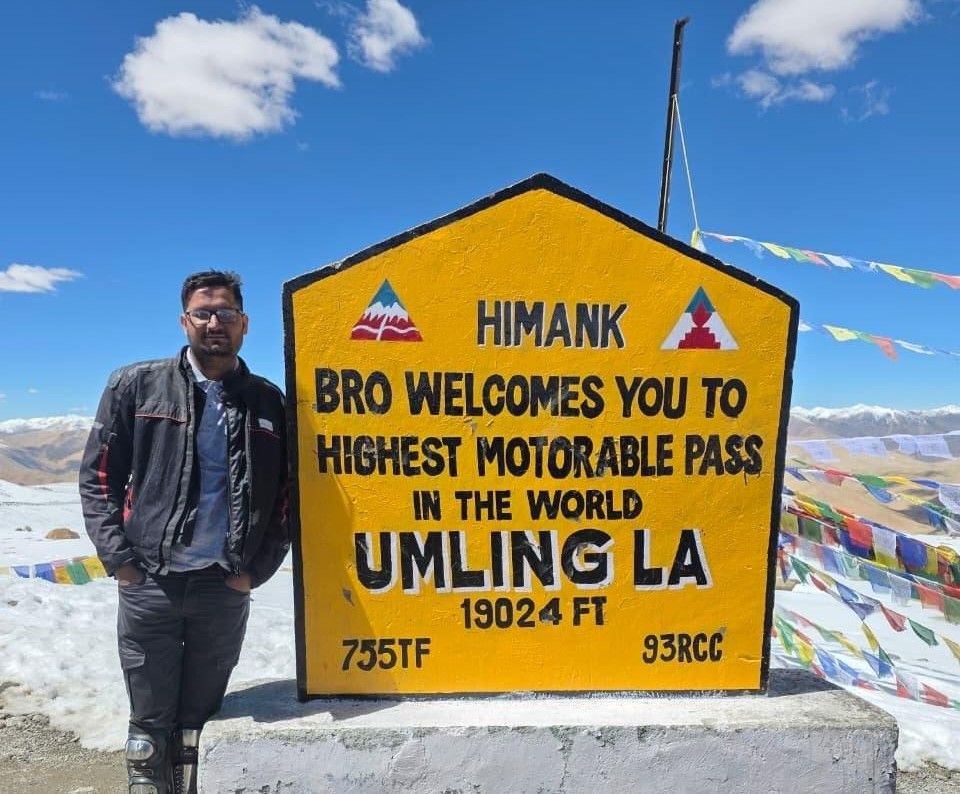 HIMANK
BRO WELCOMES YOU TO
HIGHEST MOTORABLE PASS
IN THE WORLD
UMLING LA
19024 FT
755TF 93RCC